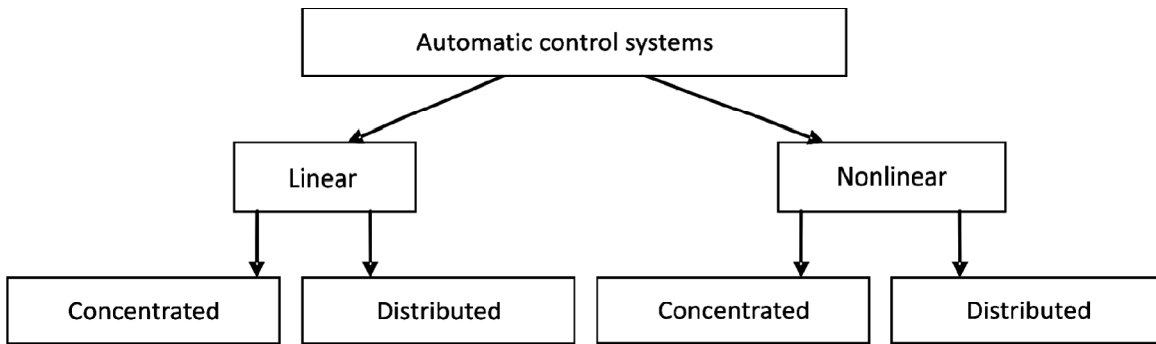 Automatic control systems
Linear
Nonlinear
Concentrated
Distributed
Concentrated
Distributed